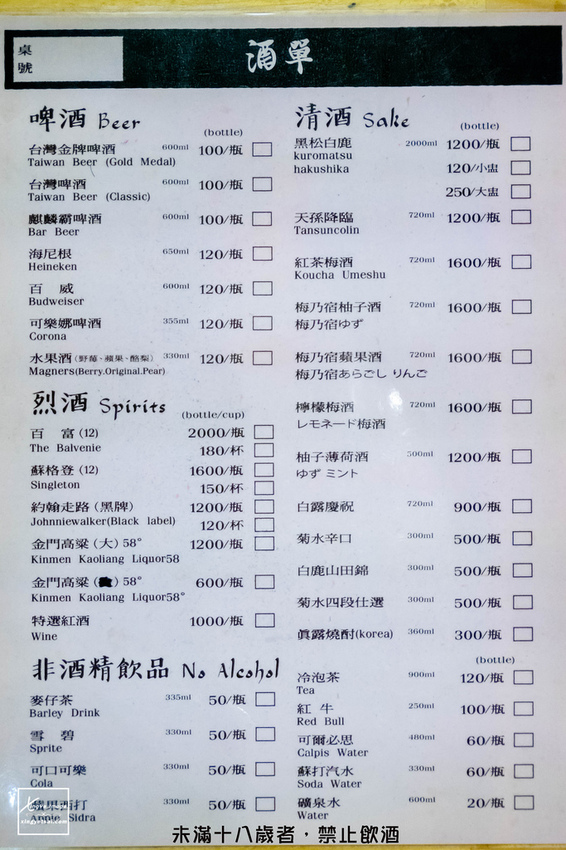 桌
號
酒單
啤酒 Beer
(bottle)
台灣金牌啤酒 600ml 100/瓶
Taiwan Beer (Gold Medal)
台灣啤酒 600ml 100/瓶
Taiwan Beer (Classic)
麒麟霸啤酒 600ml 100/瓶
Bar Beer
海尼根 650ml 120/瓶
Heineken
百 威 600ml 120/瓶
Budweiser
可樂娜啤酒 355ml 120/瓶
Corona
水果酒(野莓、蘋果、酪梨) 330ml 120/瓶
Magners(Berry.Original.Pear)
烈酒 Spirits
(bottle/cup)
百 富(12) 2000/瓶
The Balvenie 180/杯
蘇格登(12) 1600/瓶
Singleton 150/杯
約翰走路(黑牌) 1200/瓶
Johnniewalker(Black label) 120/杯
金門高粱(大)58° 1200/瓶
Kinmen Kaoliang Liquor58
金門高粱( )58° 600/瓶
Kinmen Kaoliang Liquor58°
特選紅酒 1000/瓶
Wine
非酒精飲品 No Alcohol
麥仔茶 335ml 50/瓶
Barley Drink
雪 碧 330ml 50/瓶
Sprite
可口可樂 330ml 50/瓶
Cola
蘋果西打 330ml 50/瓶
Apple Sidra
清酒 Sake
(bottle)
黑松白鹿 2000ml 1200/瓶
kuromatsu
hakushika 120/小盅
250/大盅
天孫降臨 720ml 1200/瓶
Tansuncolin
紅茶梅酒 720ml 1600/瓶
Koucha Umeshu
梅乃宿柚子酒 720ml 1600/瓶
梅乃宿ゆず
梅乃宿蘋果酒 720ml 1600/瓶
梅乃宿あらごし りんご
檸檬梅酒 720ml 1600/瓶
レモネード梅酒
柚子薄荷酒 500ml 1200/瓶
ゆず ミント
白露慶祝 720ml 900/瓶
菊水辛口 300ml 500/瓶
白鹿山田錦 300ml 500/瓶
菊水四段仕選 300ml 500/瓶
眞露燒酎(korea) 360ml 300/瓶
(bottle)
冷泡茶 900ml 120/瓶
Tea
紅 牛 250ml 100/瓶
Red Bull
可爾必思 480ml 60/瓶
Calpis Water
蘇打汽水 330ml 60/瓶
Soda Water
礦泉水 600ml 20/瓶
Water
未滿十八歲者，禁止飲酒